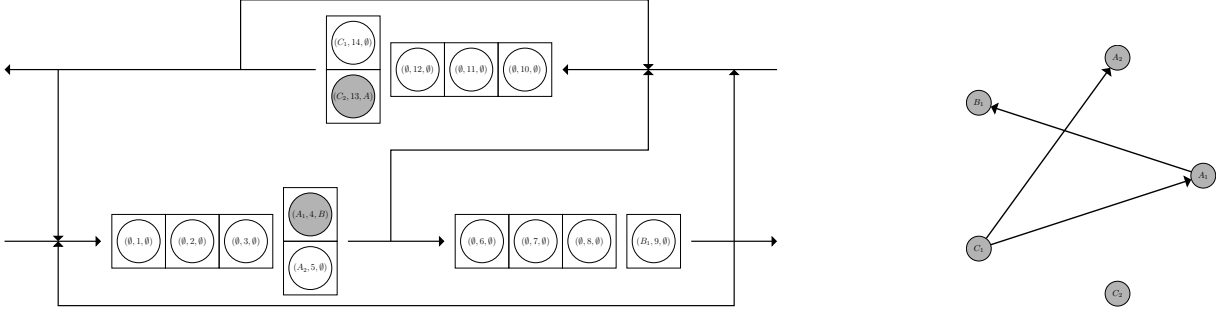 (C₁, 14, ∅)
(C₂, 13, A)
(∅, 12, ∅)
(∅, 11, ∅)
(∅, 10, ∅)
(∅, 1, ∅)
(∅, 2, ∅)
(∅, 3, ∅)
(A₁, 4, B)
(A₂, 5, ∅)
(∅, 6, ∅)
(∅, 7, ∅)
(∅, 8, ∅)
(B₁, 9, ∅)
A₂
B₁
A₁
C₁
C₂